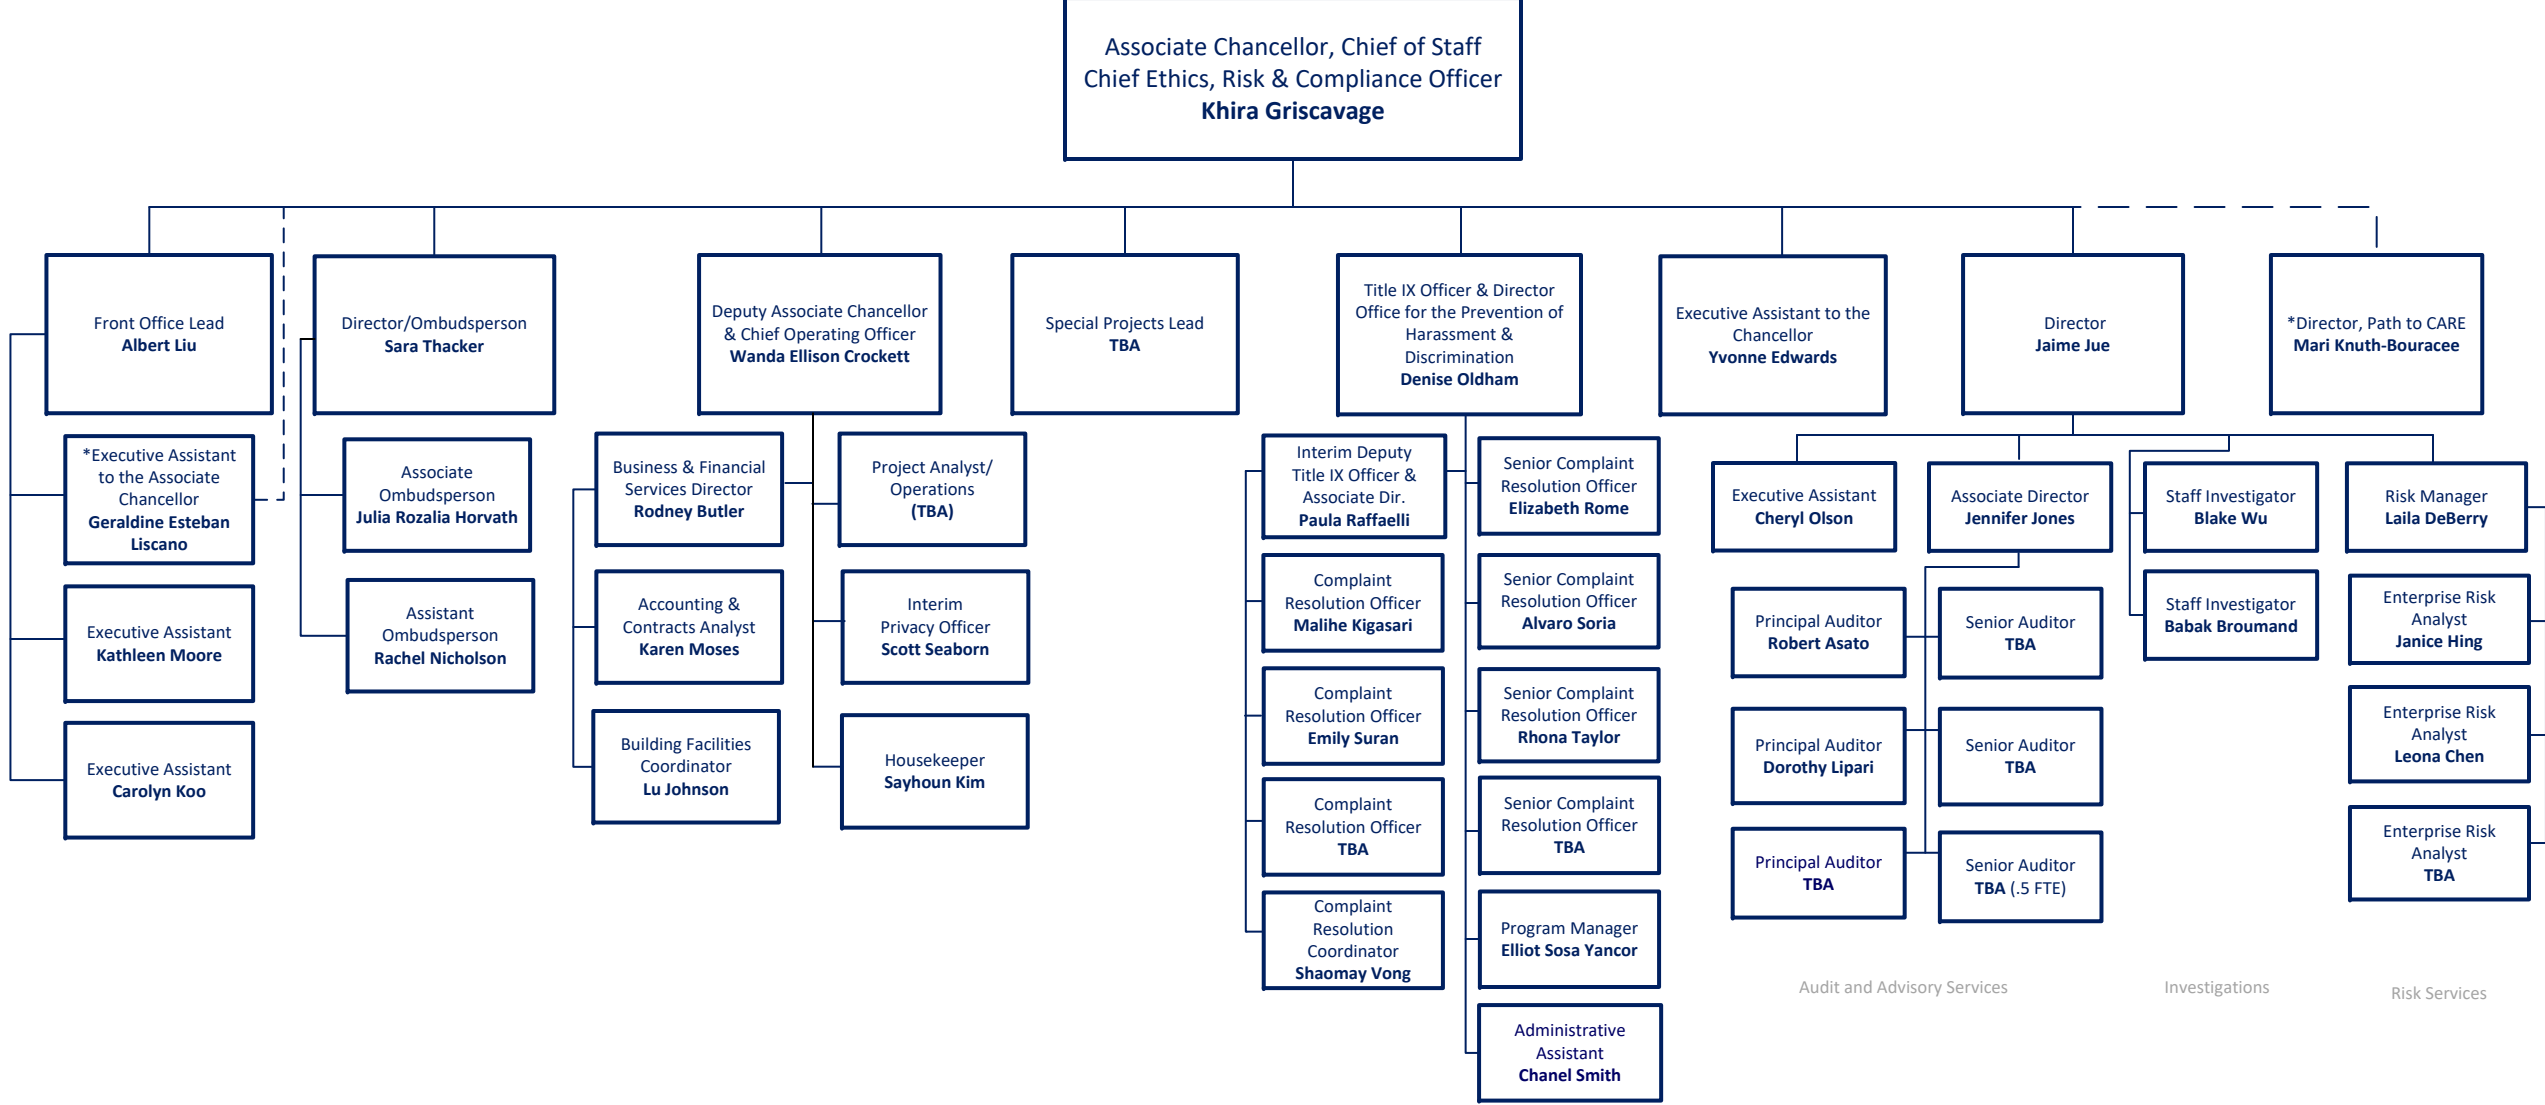 Associate Chancellor, Chief of Staff
Chief Ethics, Risk & Compliance Officer
Khira Griscavage
Front Office Lead
Albert Liu
Director/Ombudsperson
Sara Thacker
Deputy Associate Chancellor
& Chief Operating Officer
Wanda Ellison Crockett
Special Projects Lead
TBA
Title IX Officer & Director
Office for the Prevention of
Harassment &
Discrimination
Denise Oldham
Executive Assistant to the
Chancellor
Yvonne Edwards
Director
Jaime Jue
*Director, Path to CARE
Mari Knuth-Bouracee
*Executive Assistant
to the Associate
Chancellor
Geraldine Esteban
Liscano
Executive Assistant
Kathleen Moore
Executive Assistant
Carolyn Koo
Associate
Ombudsperson
Julia Rozalia Horvath
Assistant
Ombudsperson
Rachel Nicholson
Business & Financial
Services Director
Rodney Butler
Accounting &
Contracts Analyst
Karen Moses
Building Facilities
Coordinator
Lu Johnson
Project Analyst/
Operations
(TBA)
Interim
Privacy Officer
Scott Seaborn
Housekeeper
Sayhoun Kim
Interim Deputy
Title IX Officer &
Associate Dir.
Paula Raffaelli
Complaint
Resolution Officer
Malihe Kigasari
Complaint
Resolution Officer
Emily Suran
Complaint
Resolution Officer
TBA
Complaint
Resolution
Coordinator
Shaomay Vong
Senior Complaint
Resolution Officer
Elizabeth Rome
Senior Complaint
Resolution Officer
Alvaro Soria
Senior Complaint
Resolution Officer
Rhona Taylor
Senior Complaint
Resolution Officer
TBA
Program Manager
Elliot Sosa Yancor
Administrative
Assistant
Chanel Smith
Executive Assistant
Cheryl Olson
Associate Director
Jennifer Jones
Principal Auditor
Robert Asato
Principal Auditor
Dorothy Lipari
Principal Auditor
TBA
Senior Auditor
TBA
Senior Auditor
TBA
Senior Auditor
TBA (.5 FTE)
Staff Investigator
Blake Wu
Staff Investigator
Babak Broumand
Risk Manager
Laila DeBerry
Enterprise Risk
Analyst
Janice Hing
Enterprise Risk
Analyst
Leona Chen
Enterprise Risk
Analyst
TBA
Audit and Advisory Services
Investigations
Risk Services